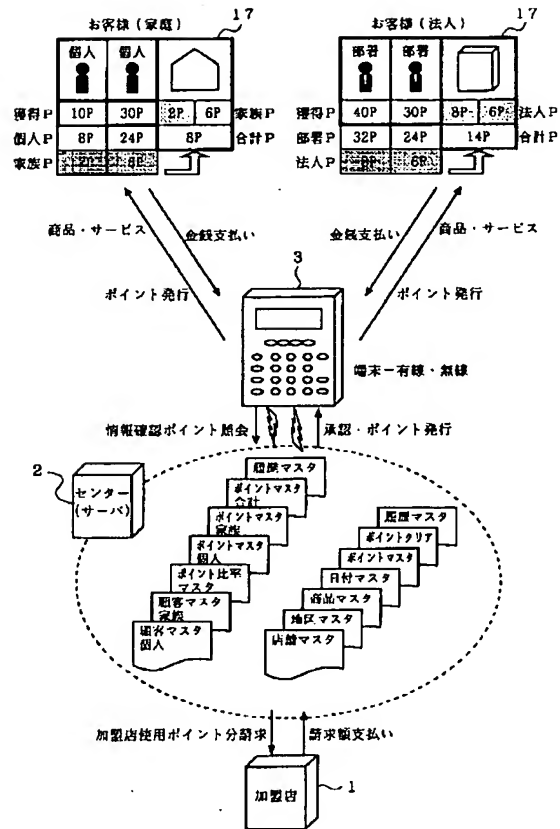 お客様(家庭) 17
お客様(法人) 17
個人 個人
部署 部署
獲得P 10P 30P 2P 6P 家族P
個人P 8P 24P 8P 合計P
家族P 2P 6P
獲得P 40P 30P 8P 6P 法人P
部署P 32P 24P 14P 合計P
法人P 8P 6P
商品・サービス
金銭支払い
ポイント発行
金銭支払い
商品・サービス
ポイント発行
3
端末-有線・無線
情報確認ポイント照会
承認・ポイント発行
2
センター
(サーバ)
履歴マスタ
ポイントマスタ
合計
ポイントマスタ
家族
ポイントマスタ
個人
ポイント比率
マスタ
顧客マスタ
家族
顧客マスタ
個人
履歴マスタ
ポイントクリア
ポイントマスタ
日付マスタ
商品マスタ
地区マスタ
店舗マスタ
加盟店使用ポイント分請求
請求額支払い
加盟店
1